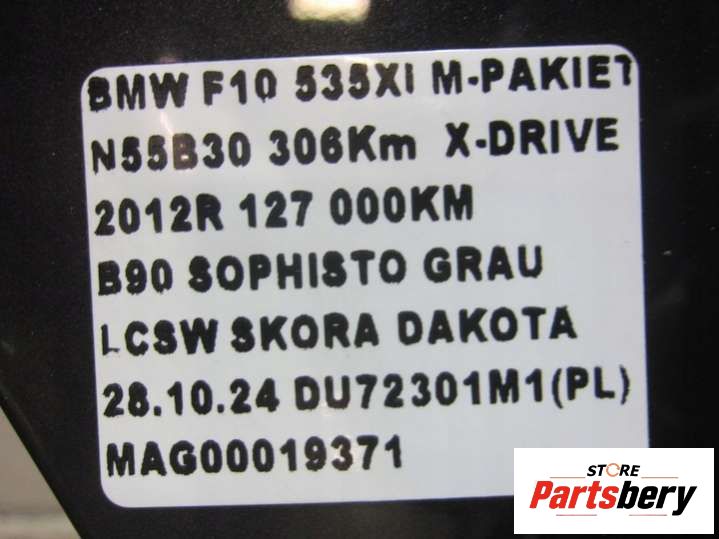 BMW F10 535XI M-PAKIET
N55B30 306Km X-DRIVE
2012R 127 000KM
B90 SOPHISTO GRAU
LCSW SKORA DAKOTA
28.10.24 DU72301M1(PL)
MAG00019371
STORE
Partsbery